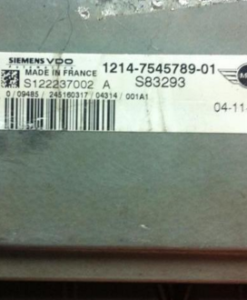 SIEMENS VDO
1214-7545789-01
MADE IN FRANCE
S122237002 A
S83293
04-11
0 / 09485 / 245160317 / 04314 / 001A1